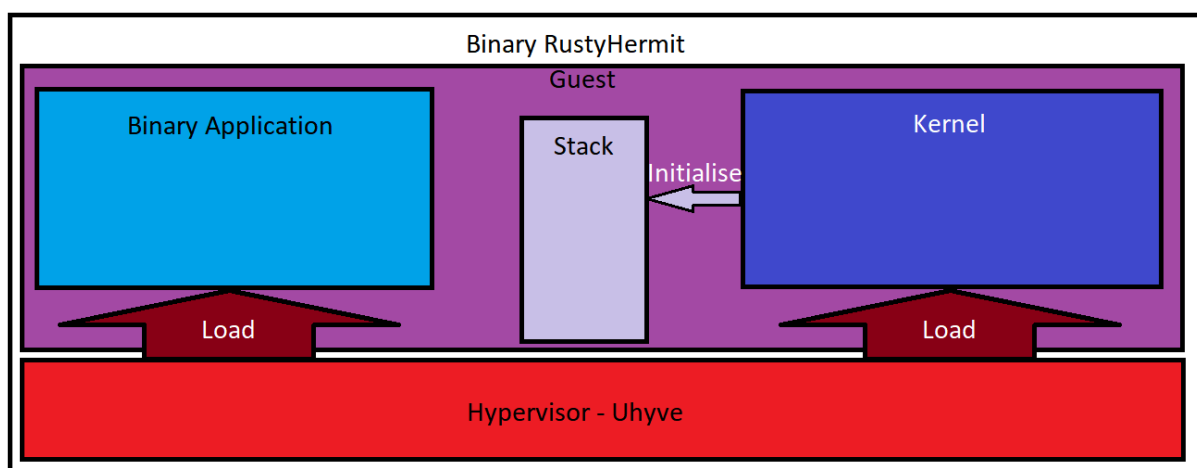 Binary RustyHermit
Guest
Binary Application
Stack
Kernel
Initialise
Load
Load
Hypervisor - Uhyve